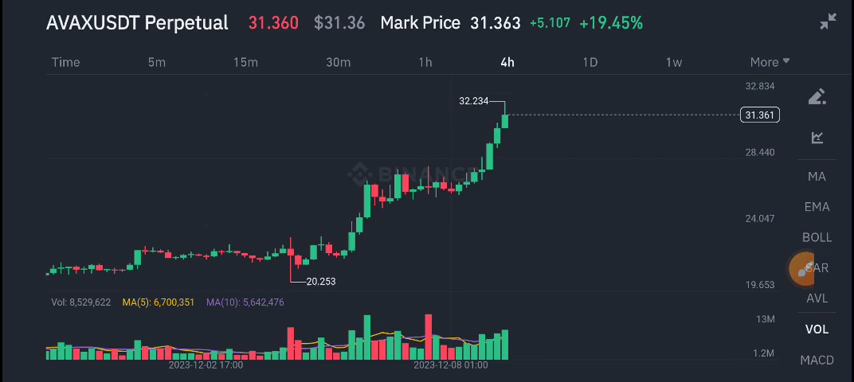 AVAXUSDT Perpetual 31.360 $31.36 Mark Price 31.363 +5.107 +19.45%
Time 5m 15m 30m 1h 4h 1D 1w More
32.834
32.234
31.361
28.440
BINANCE
MA
EMA
24.047
BOLL
SAR
20.253
19.653
AVL
Vol: 8,529,622 MA(5): 6,700,351 MA(10): 5,642,476
13M
VOL
1.2M
MACD
2023-12-02 17:00 2023-12-08 01:00